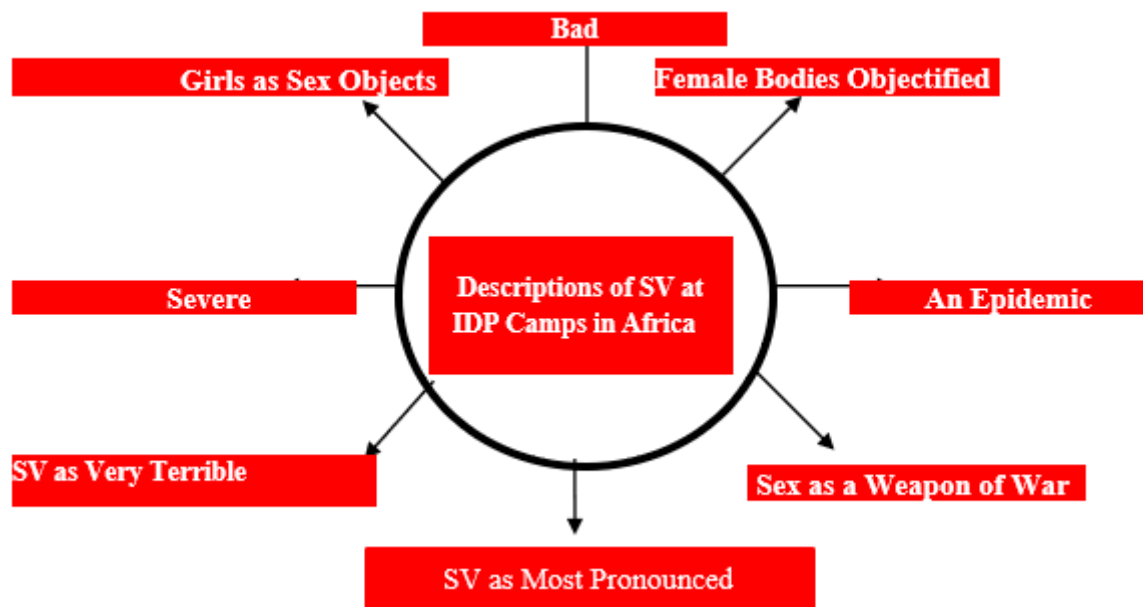 Bad
Girls as Sex Objects
Female Bodies Objectified
Descriptions of SV at
IDP Camps in Africa
Severe
An Epidemic
SV as Very Terrible
Sex as a Weapon of War
SV as Most Pronounced